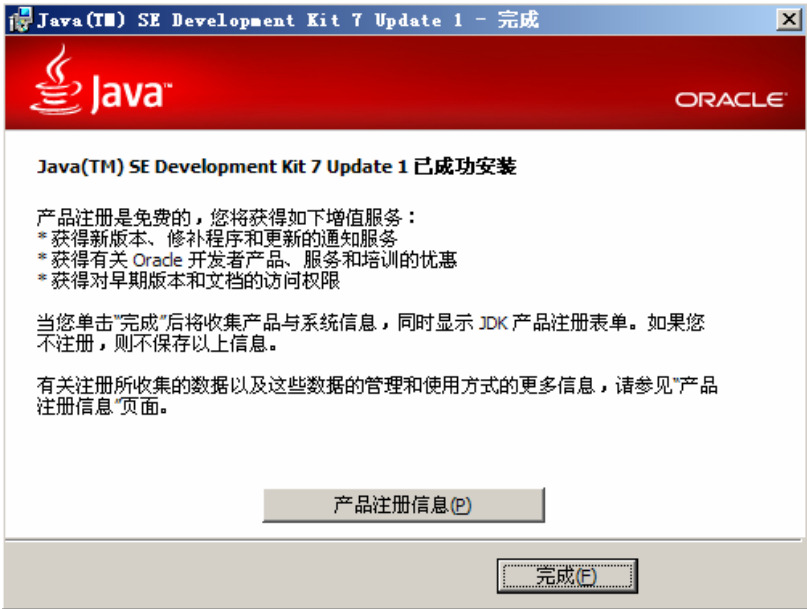 Java(TM) SE Development Kit 7 Update 1 - 完成
Java™
ORACLE
Java(TM) SE Development Kit 7 Update 1 已成功安装
产品注册是免费的，您将获得如下增值服务：
* 获得新版本、修补程序和更新的通知服务
* 获得有关 Oracle 开发者产品、服务和培训的优惠
* 获得对早期版本和文档的访问权限
当您单击"完成"后将收集产品与系统信息，同时显示 JDK 产品注册表单。如果您
不注册，则不保存以上信息。
有关注册所收集的数据以及这些数据的管理和使用方式的更多信息，请参见"产品
注册信息"页面。
产品注册信息(P)
完成(F)